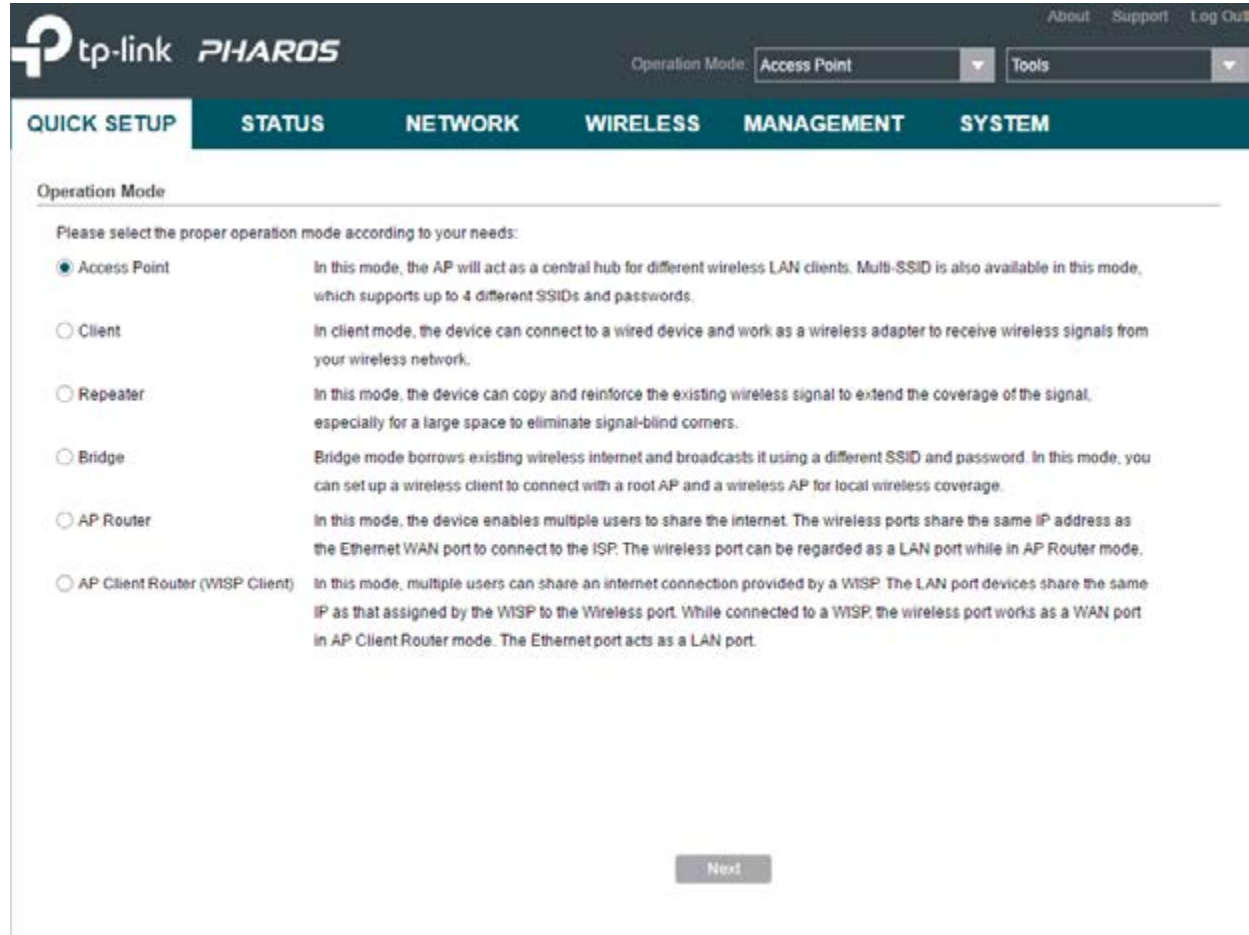 About Support Log Out
tp-link PHAROS
Operation Mode: Access Point Tools
QUICK SETUP STATUS NETWORK WIRELESS MANAGEMENT SYSTEM
Operation Mode
Please select the proper operation mode according to your needs:
Access Point In this mode, the AP will act as a central hub for different wireless LAN clients. Multi-SSID is also available in this mode,
which supports up to 4 different SSIDs and passwords.
Client In client mode, the device can connect to a wired device and work as a wireless adapter to receive wireless signals from
your wireless network.
Repeater In this mode, the device can copy and reinforce the existing wireless signal to extend the coverage of the signal,
especially for a large space to eliminate signal-blind corners.
Bridge Bridge mode borrows existing wireless internet and broadcasts it using a different SSID and password. In this mode, you
can set up a wireless client to connect with a root AP and a wireless AP for local wireless coverage.
AP Router In this mode, the device enables multiple users to share the internet. The wireless ports share the same IP address as
the Ethernet WAN port to connect to the ISP. The wireless port can be regarded as a LAN port while in AP Router mode.
AP Client Router (WISP Client) In this mode, multiple users can share an internet connection provided by a WISP. The LAN port devices share the same
IP as that assigned by the WISP to the Wireless port. While connected to a WISP, the wireless port works as a WAN port
in AP Client Router mode. The Ethernet port acts as a LAN port.
Next